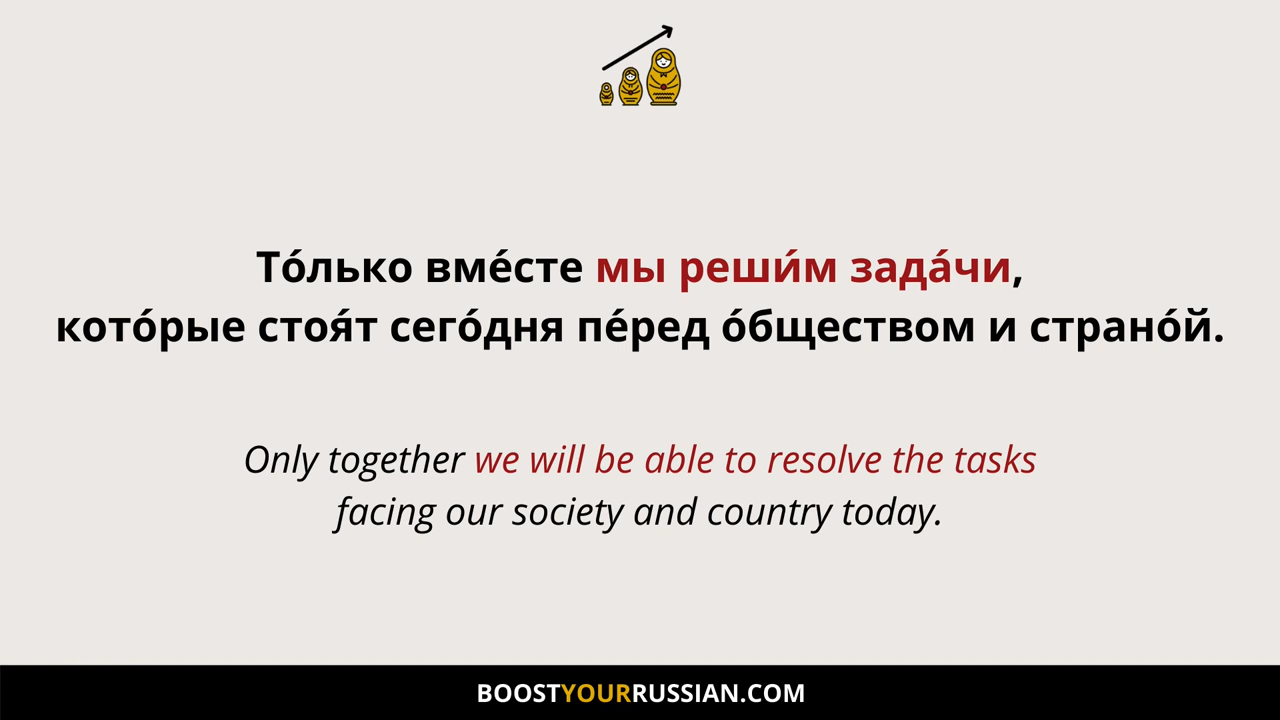 То́лько вме́сте мы реши́м зада́чи,
кото́рые стоя́т сего́дня пе́ред о́бществом и страно́й.
Only together we will be able to resolve the tasks
facing our society and country today.
BOOSTYOURRUSSIAN.COM